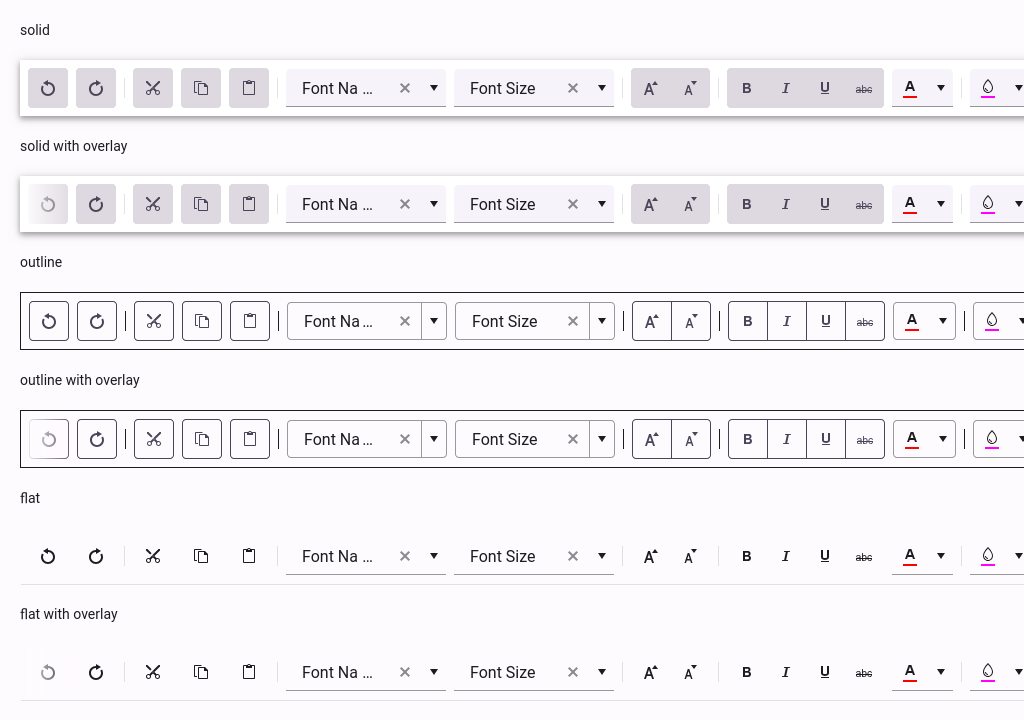 solid
Font Na ... Font Size A A B I U abc A
solid with overlay
Font Na ... Font Size A A B I U abc A
outline
Font Na ... Font Size A A B I U abc A
outline with overlay
Font Na ... Font Size A A B I U abc A
flat
Font Na ... Font Size A A B I U abc A
flat with overlay
Font Na ... Font Size A A B I U abc A